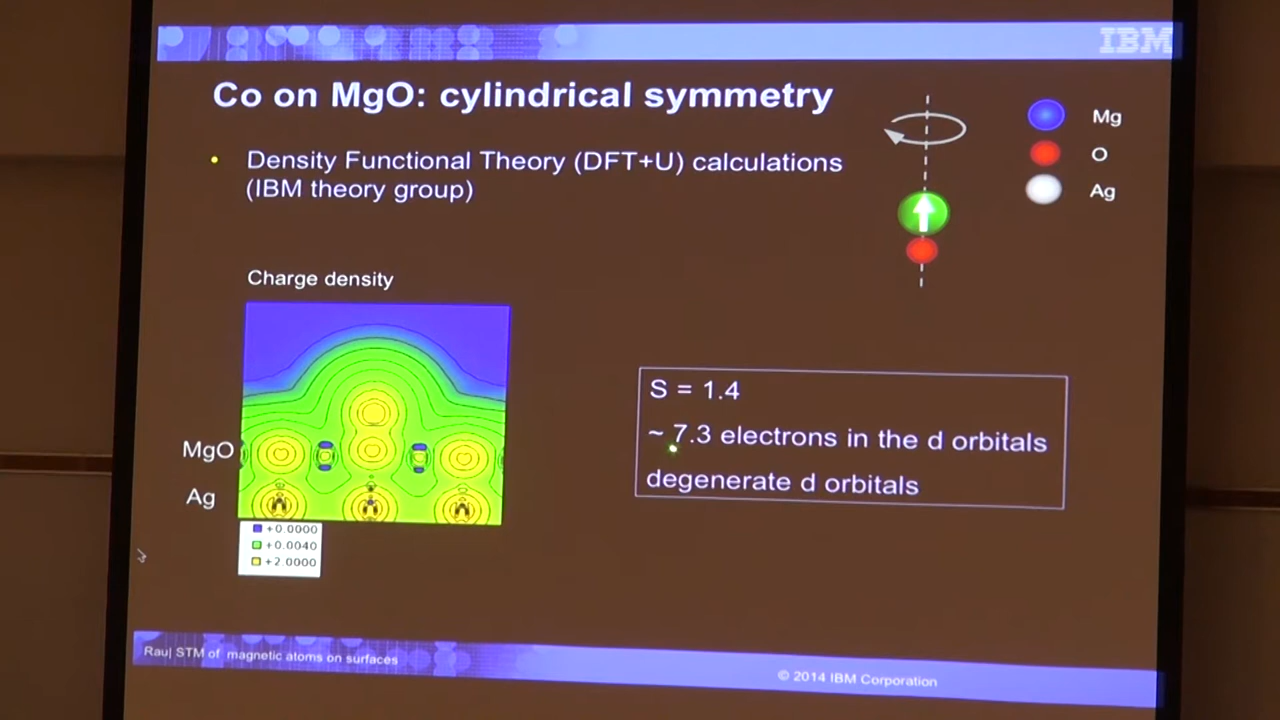 IBM
Co on MgO: cylindrical symmetry
Mg
O
Ag
• Density Functional Theory (DFT+U) calculations
(IBM theory group)
Charge density
MgO
Ag
+0.0000
+0.0040
+2.0000
S = 1.4
~ 7.3 electrons in the d orbitals
degenerate d orbitals
Rau| STM of magnetic atoms on surfaces
© 2014 IBM Corporation